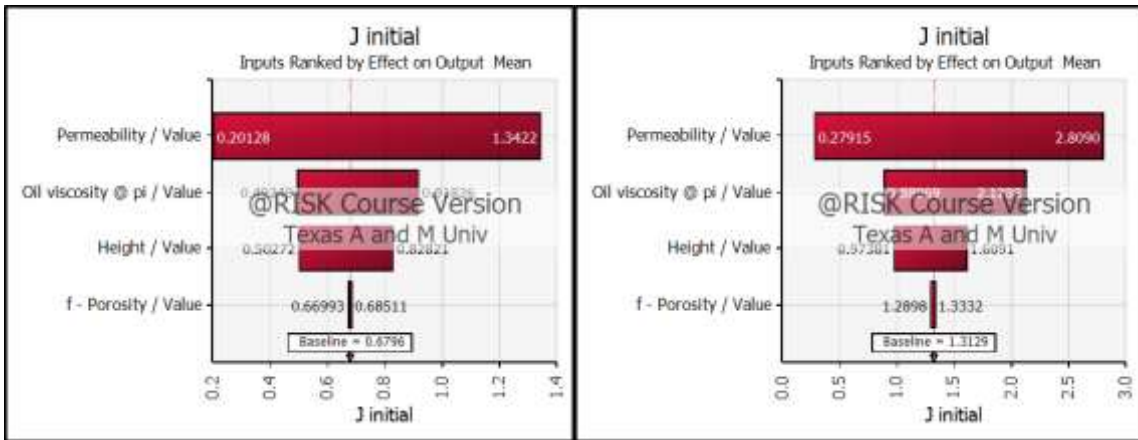 J initial
Inputs Ranked by Effect on Output Mean
Permeability / Value
0.20128
1.3422
Oil viscosity @ pi / Value
@RISK Course Version
Texas A and M Univ
Height / Value
0.50272
0.82821
f - Porosity / Value
0.66993
0.68511
Baseline = 0.6796
0.2
0.4
0.6
0.8
1.0
1.2
1.4
J initial
J initial
Inputs Ranked by Effect on Output Mean
Permeability / Value
0.27915
2.8090
Oil viscosity @ pi / Value
@RISK Course Version
Texas A and M Univ
Height / Value
0.97381
f - Porosity / Value
1.2898
1.3332
Baseline = 1.3129
0.0
0.5
1.0
1.5
2.0
2.5
3.0
J initial